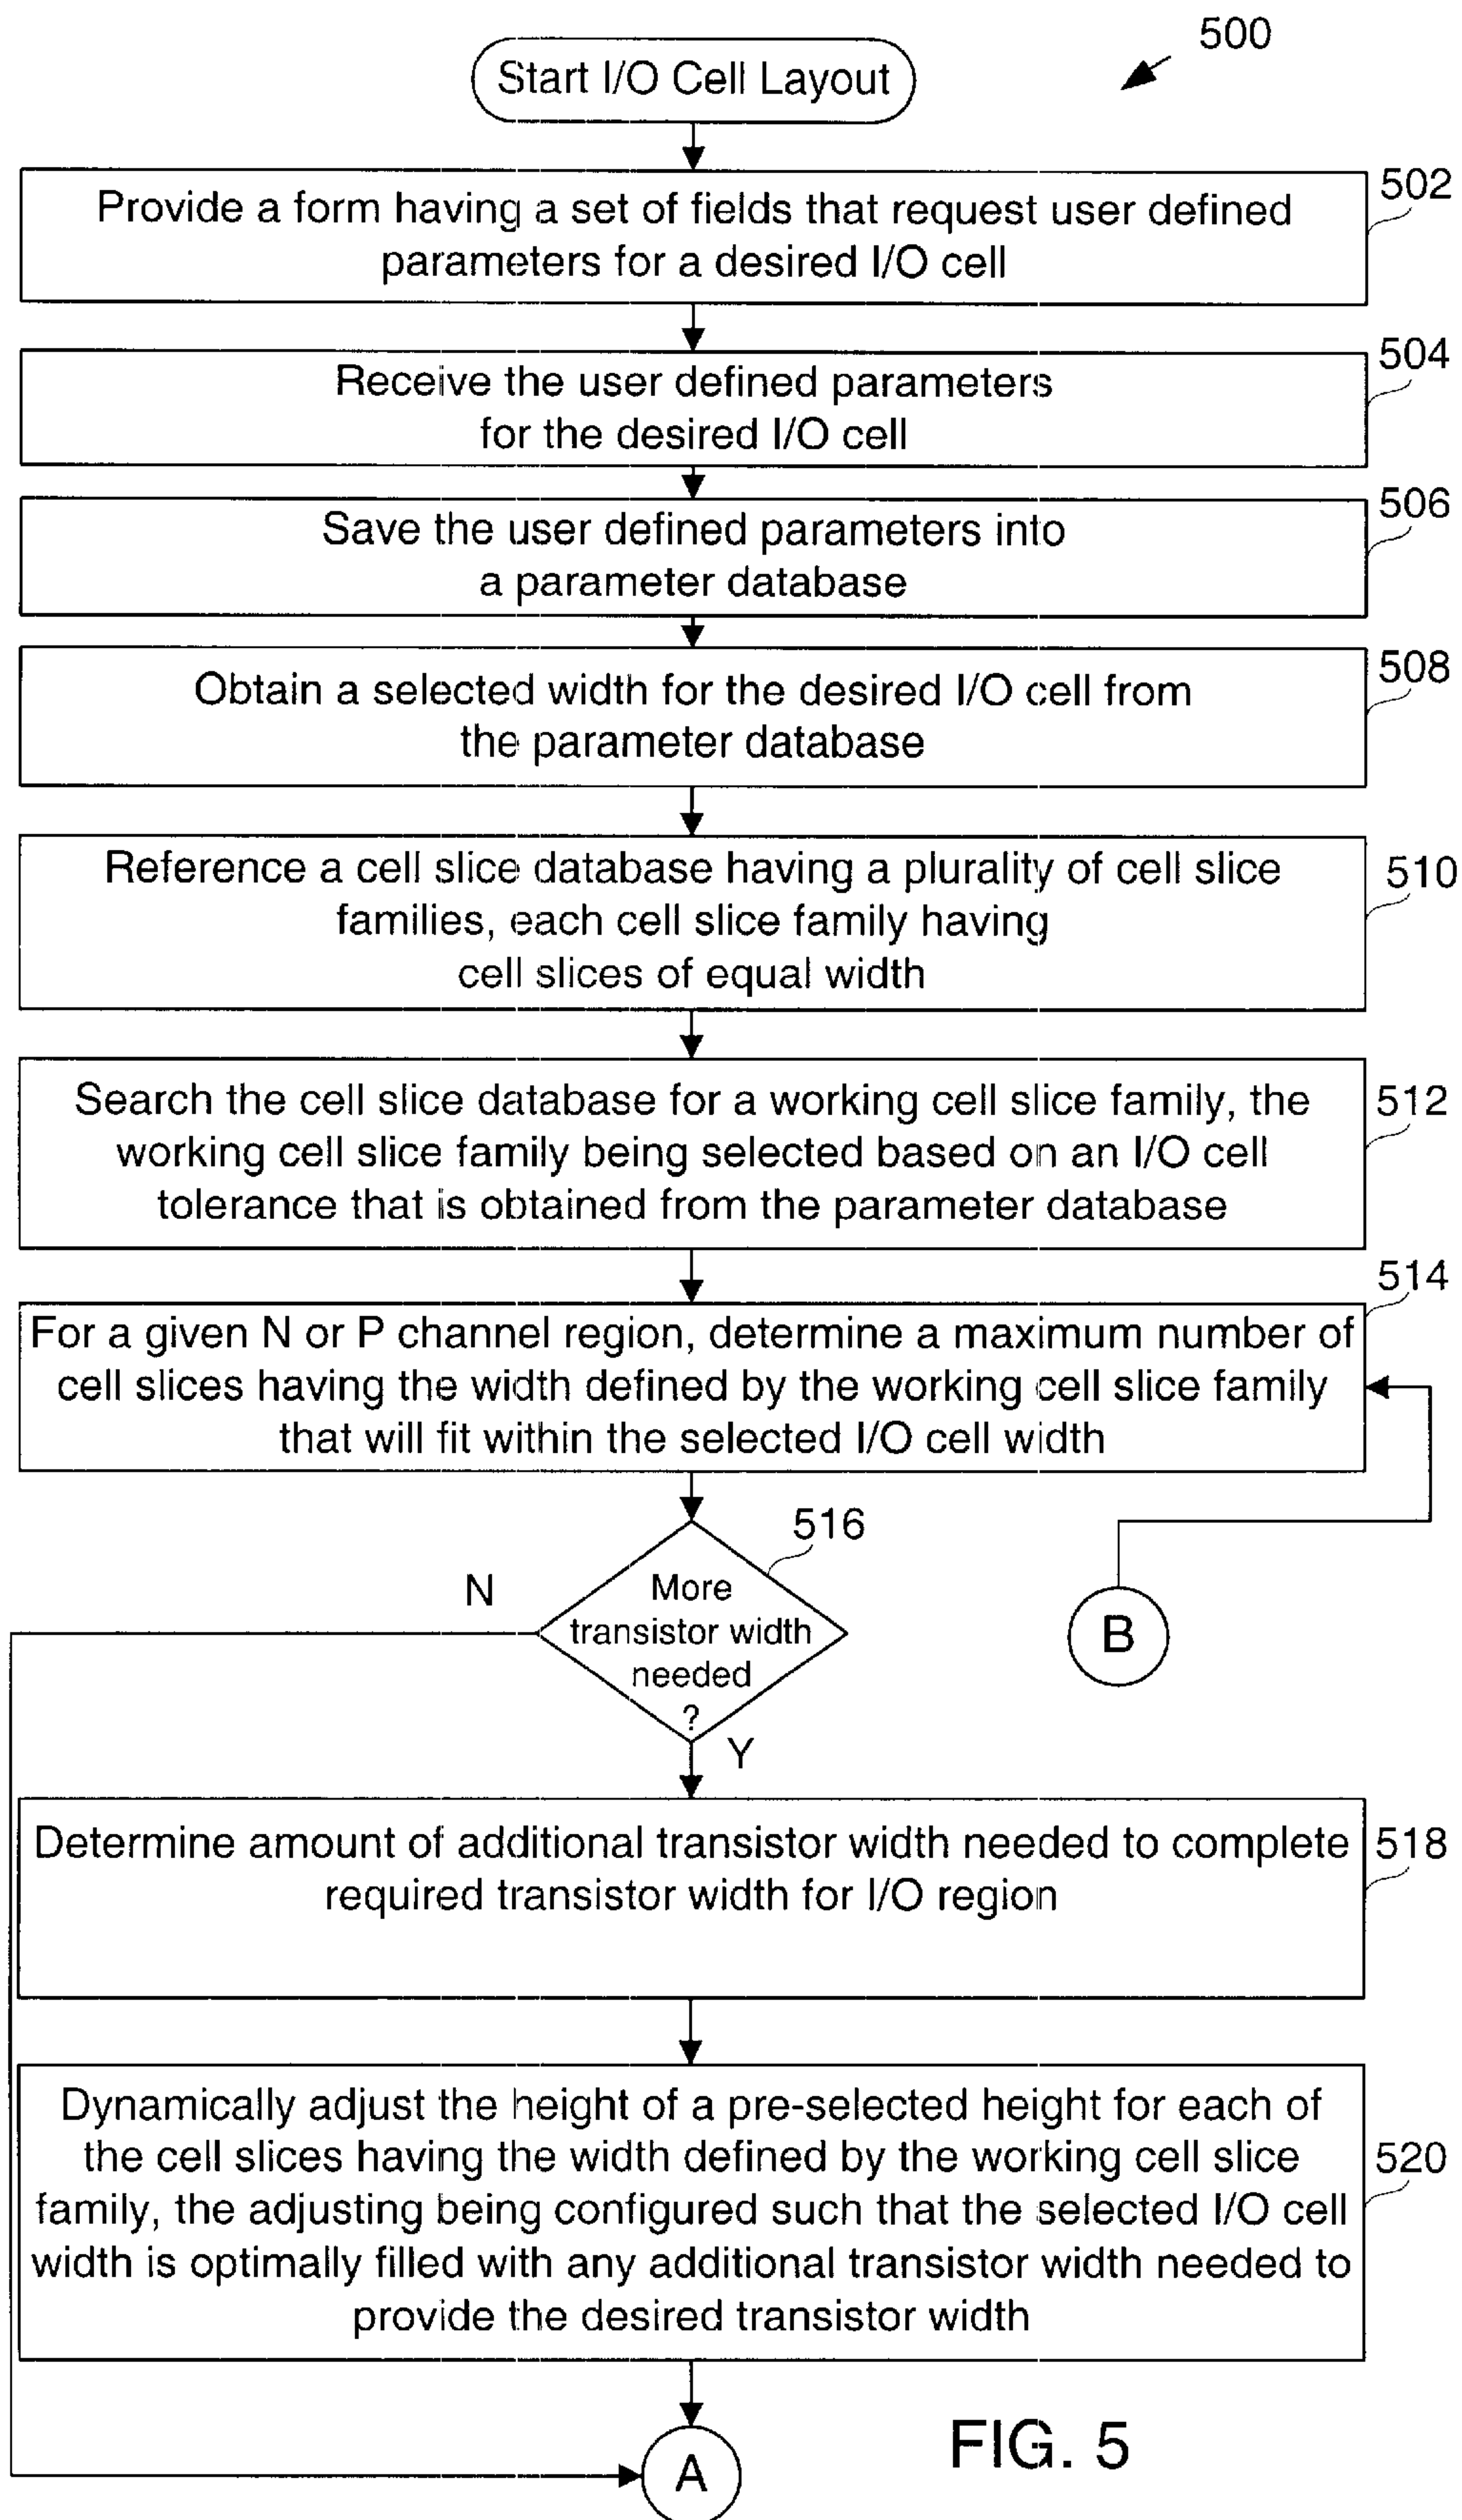 500
Start I/O Cell Layout
502
Provide a form having a set of fields that request user defined
parameters for a desired I/O cell
504
Receive the user defined parameters
for the desired I/O cell
506
Save the user defined parameters into
a parameter database
508
Obtain a selected width for the desired I/O cell from
the parameter database
510
Reference a cell slice database having a plurality of cell slice
families, each cell slice family having
cell slices of equal width
512
Search the cell slice database for a working cell slice family, the
working cell slice family being selected based on an I/O cell
tolerance that is obtained from the parameter database
514
For a given N or P channel region, determine a maximum number of
cell slices having the width defined by the working cell slice family
that will fit within the selected I/O cell width
516
N
More
transistor width
needed
?
B
Y
Determine amount of additional transistor width needed to complete
required transistor width for I/O region
518
Dynamically adjust the height of a pre-selected height for each of
the cell slices having the width defined by the working cell slice
family, the adjusting being configured such that the selected I/O cell
width is optimally filled with any additional transistor width needed to
provide the desired transistor width
520
FIG. 5
A